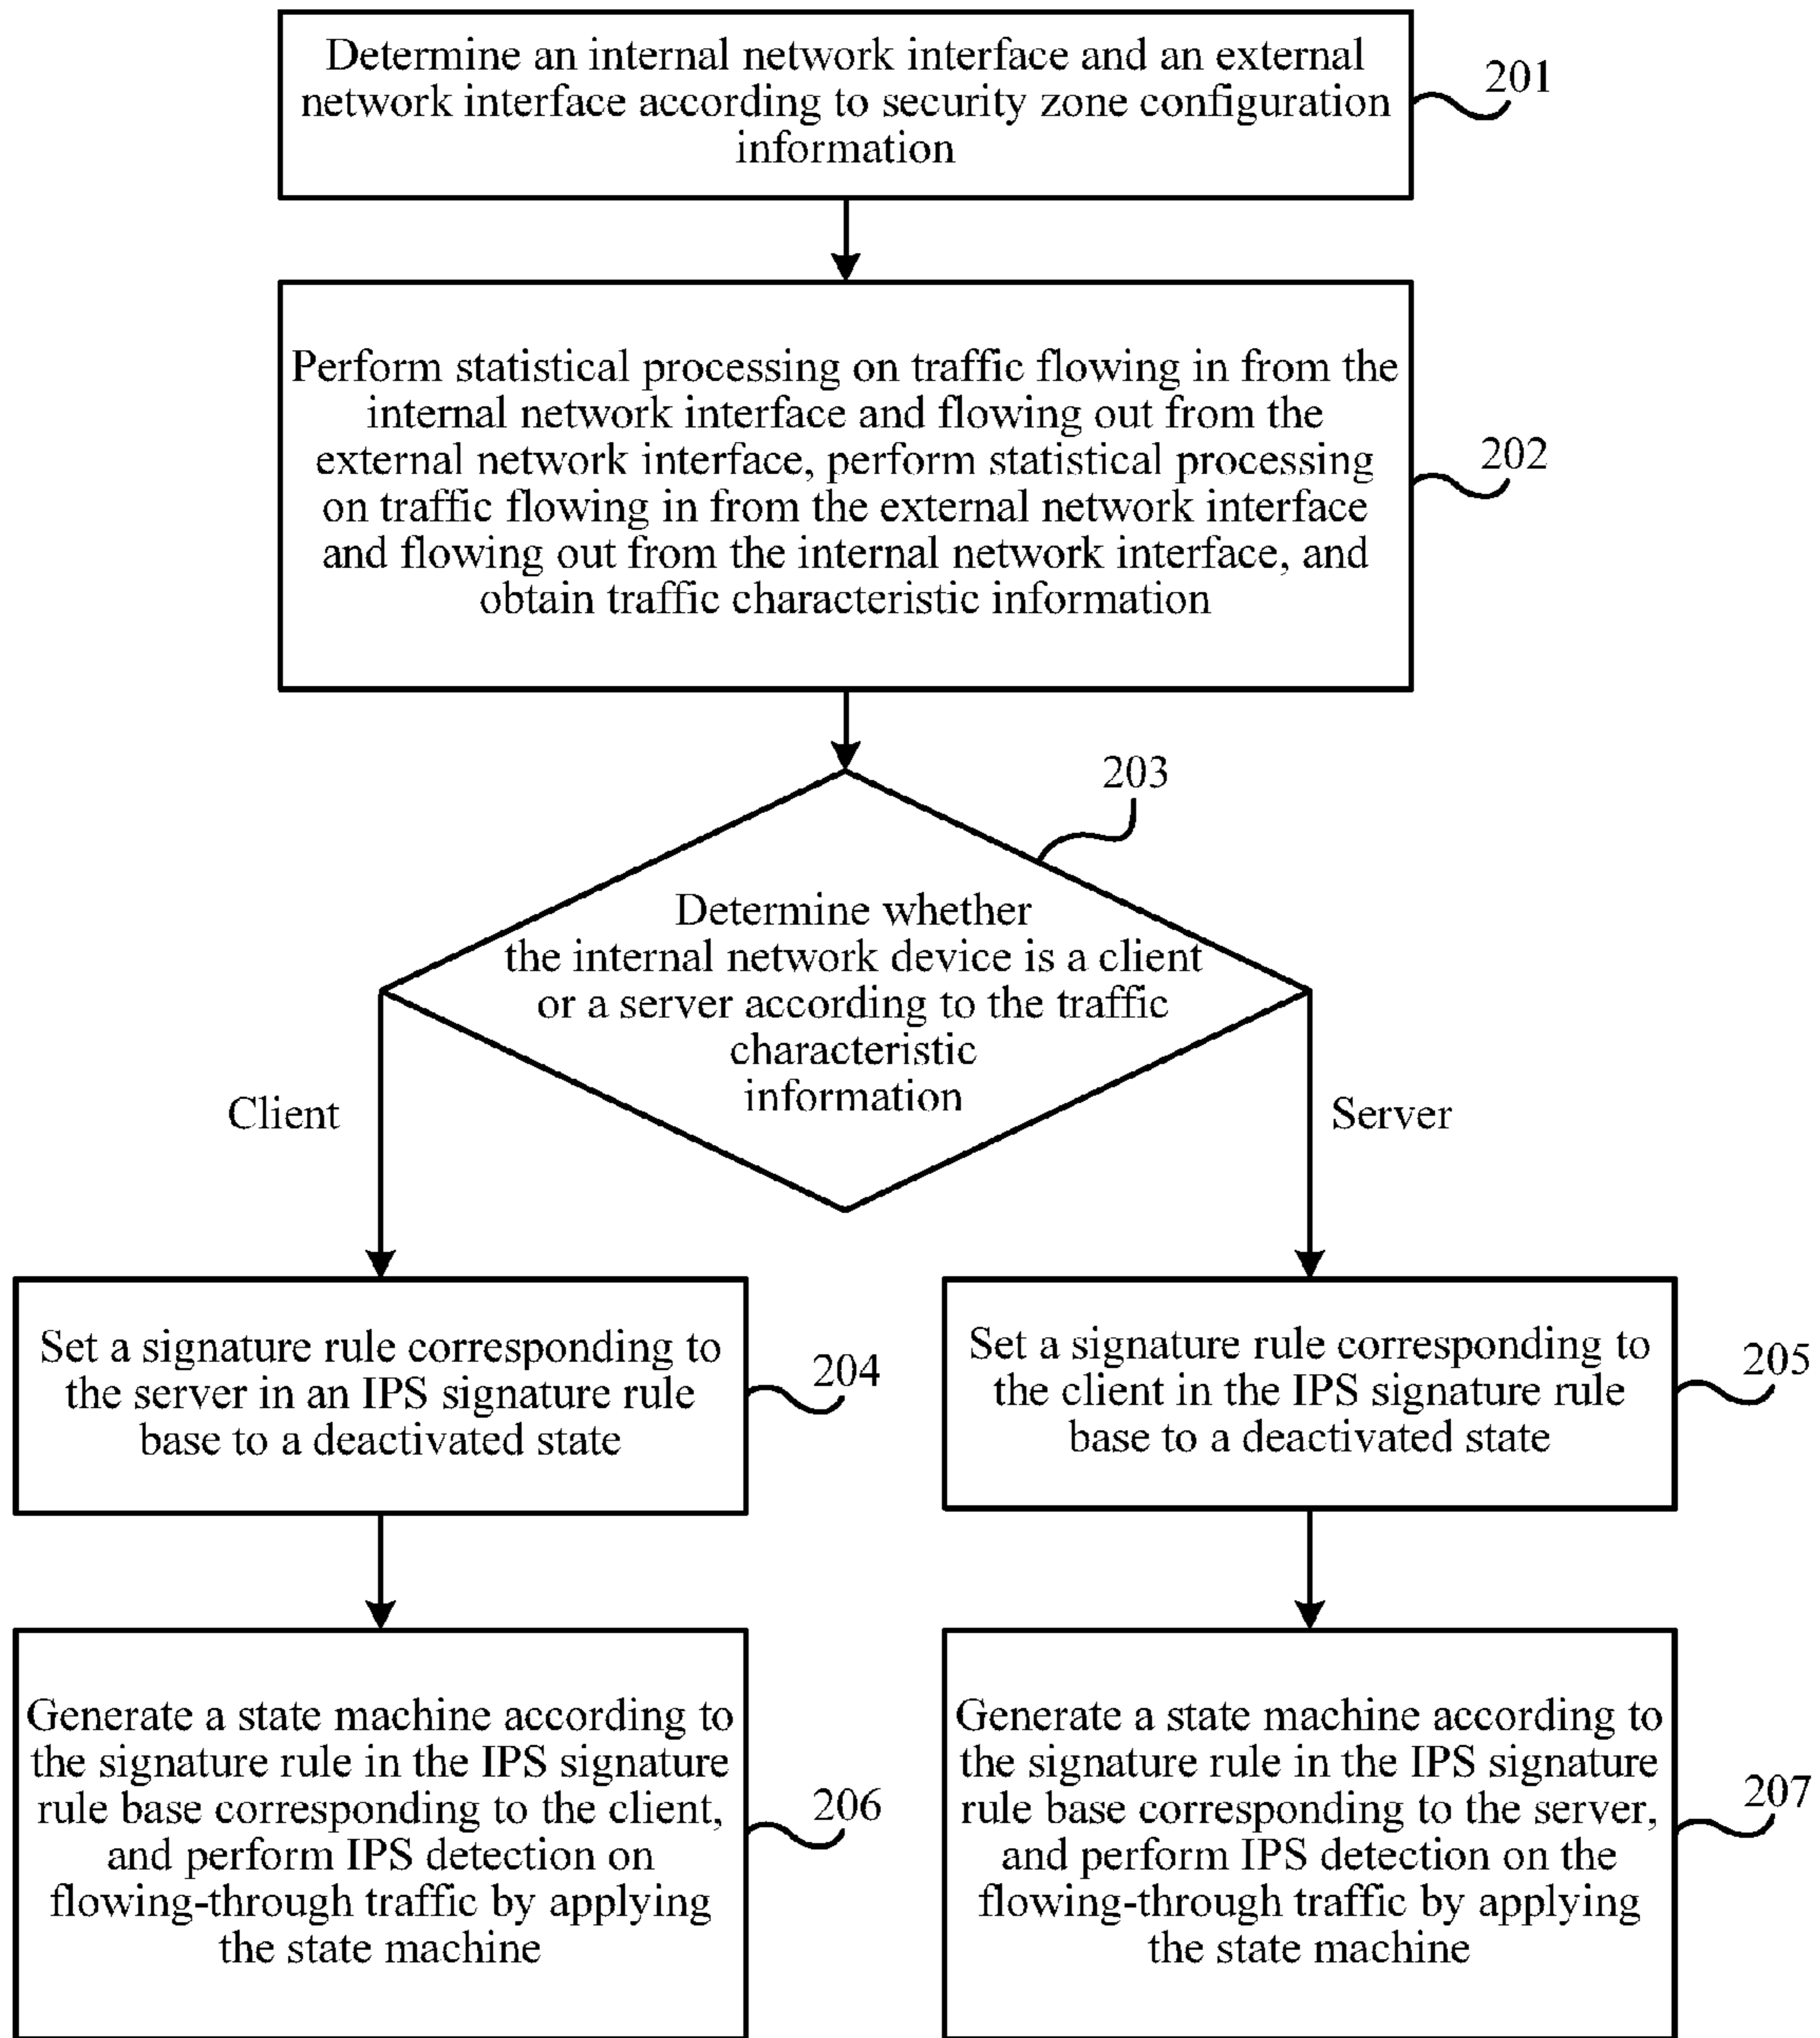 Determine an internal network interface and an external
network interface according to security zone configuration
information
201
Perform statistical processing on traffic flowing in from the
internal network interface and flowing out from the
external network interface, perform statistical processing
on traffic flowing in from the external network interface
and flowing out from the internal network interface, and
obtain traffic characteristic information
202
203
Determine whether
the internal network device is a client
or a server according to the traffic
characteristic
information
Client
Server
Set a signature rule corresponding to
the server in an IPS signature rule
base to a deactivated state
204
Set a signature rule corresponding to
the client in the IPS signature rule
base to a deactivated state
205
Generate a state machine according to
the signature rule in the IPS signature
rule base corresponding to the client,
and perform IPS detection on
flowing-through traffic by applying
the state machine
206
Generate a state machine according to
the signature rule in the IPS signature
rule base corresponding to the server,
and perform IPS detection on the
flowing-through traffic by applying
the state machine
207